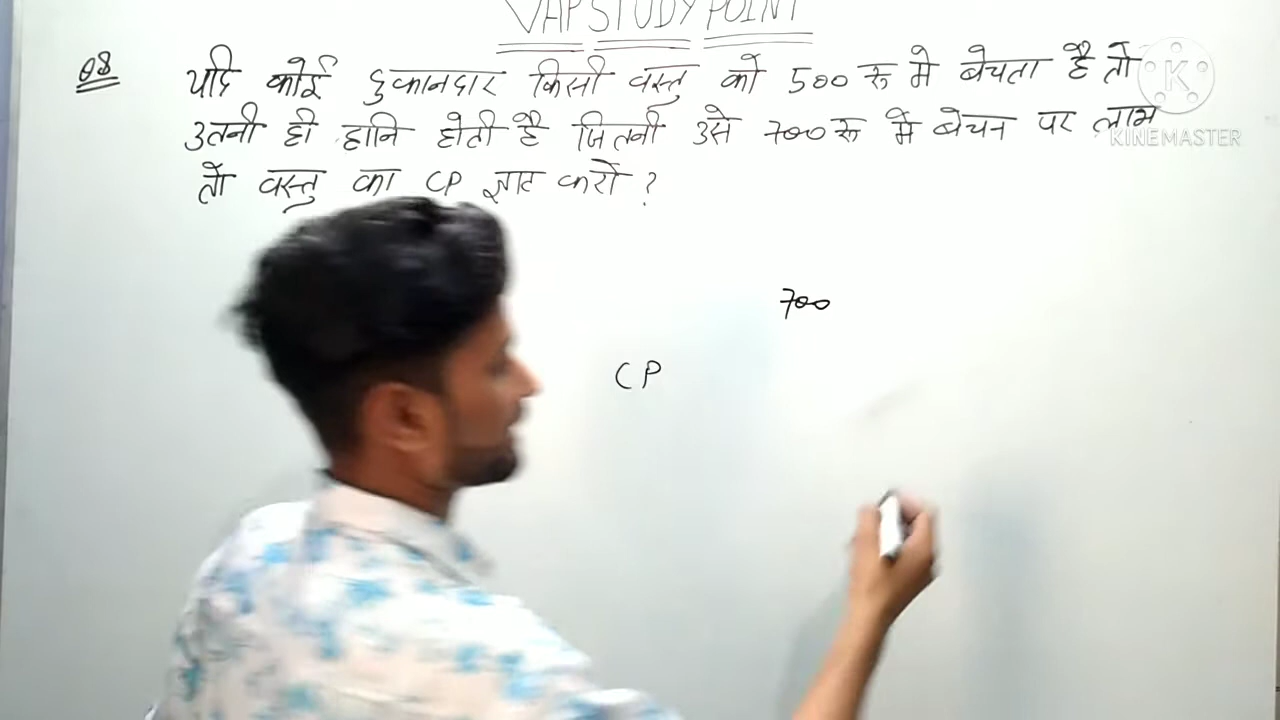 VAP STUDY POINT
Q8 यदि कोई दुकानदार किसी वस्तु को 500 रू मे बेचता है तो
उतनी ही हानि होती है जितनी उसे 700 रू में बेचन पर लाभ
तो वस्तु का CP ज्ञात करों ?
K
KINEMASTER
700
CP